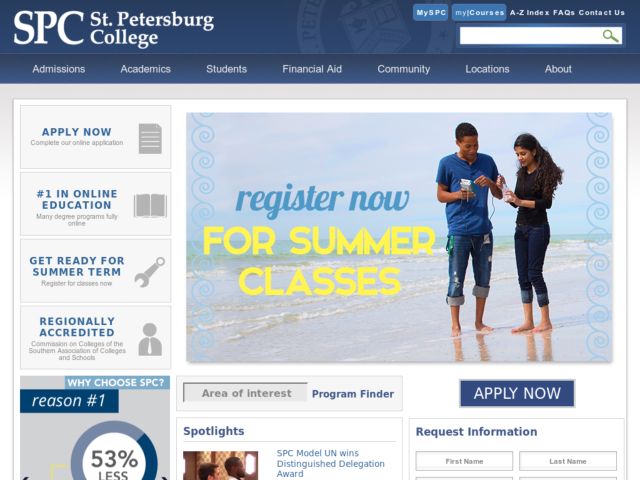 SPC St. Petersburg College
MySPC
my|Courses
A-Z Index FAQs Contact Us
Admissions
Academics
Students
Financial Aid
Community
Locations
About
APPLY NOW
Complete our online application
#1 IN ONLINE
EDUCATION
Many degree programs fully
online
GET READY FOR
SUMMER TERM
Register for classes now
REGIONALLY
ACCREDITED
Commission on Colleges of the
Southern Association of Colleges
and Schools
register now
FOR SUMMER
CLASSES
WHY CHOOSE SPC?
reason #1
53%
LESS
Area of interest
Program Finder
APPLY NOW
Spotlights
SPC Model UN wins
Distinguished Delegation
Award
Request Information
First Name
Last Name